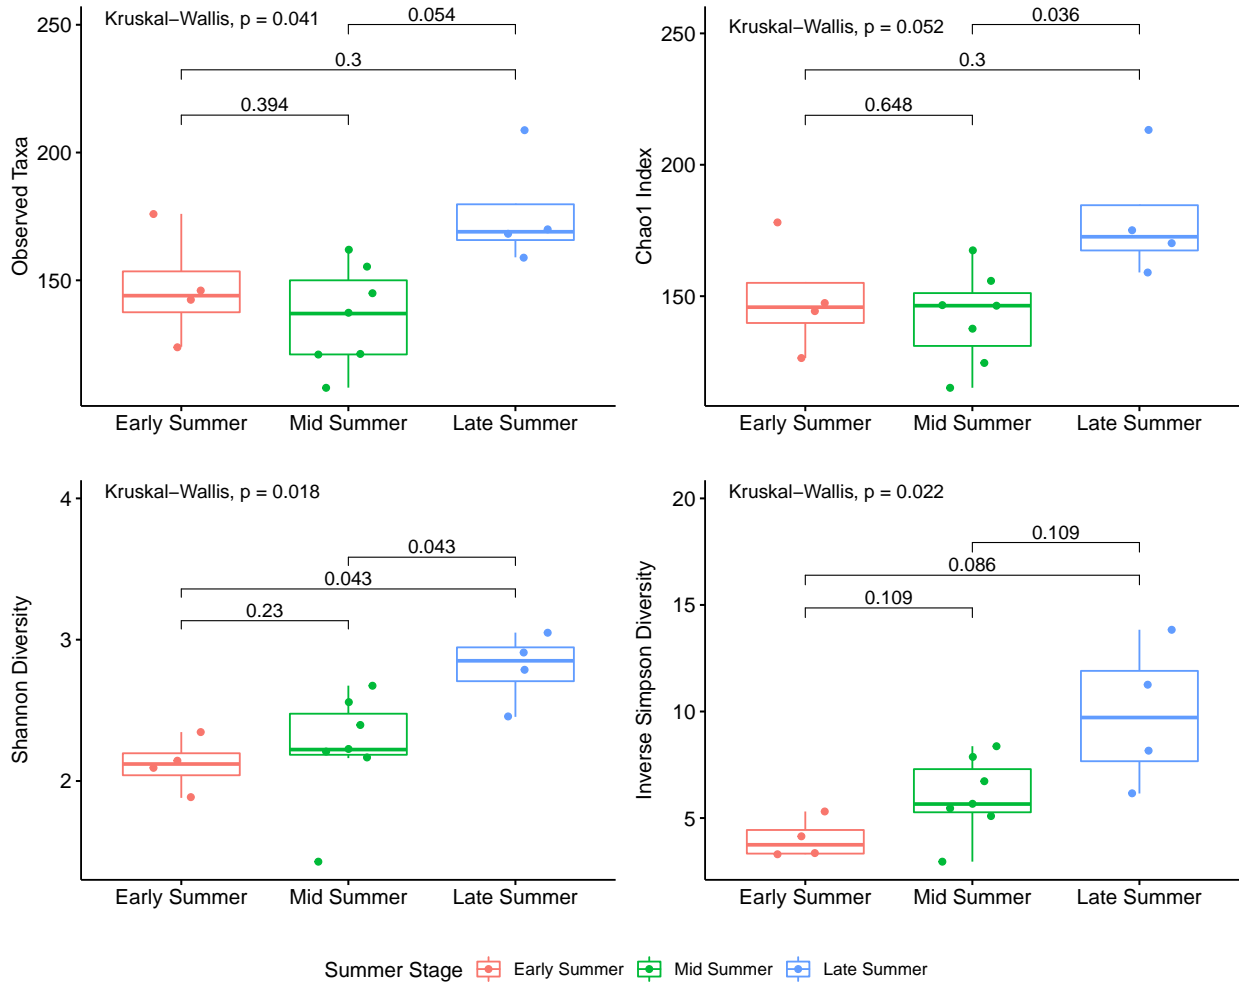 Kruskal−Wallis, p = 0.041
0.054
0.3
0.394
250
200
150
Observed Taxa
Early Summer Mid Summer Late Summer
Kruskal−Wallis, p = 0.052
0.036
0.3
0.648
250
200
150
Chao1 Index
Early Summer Mid Summer Late Summer
Kruskal−Wallis, p = 0.018
0.043
0.043
0.23
4
3
2
Shannon Diversity
Early Summer Mid Summer Late Summer
Kruskal−Wallis, p = 0.022
0.109
0.086
0.109
20
15
10
5
Inverse Simpson Diversity
Early Summer Mid Summer Late Summer
Summer Stage Early Summer Mid Summer Late Summer